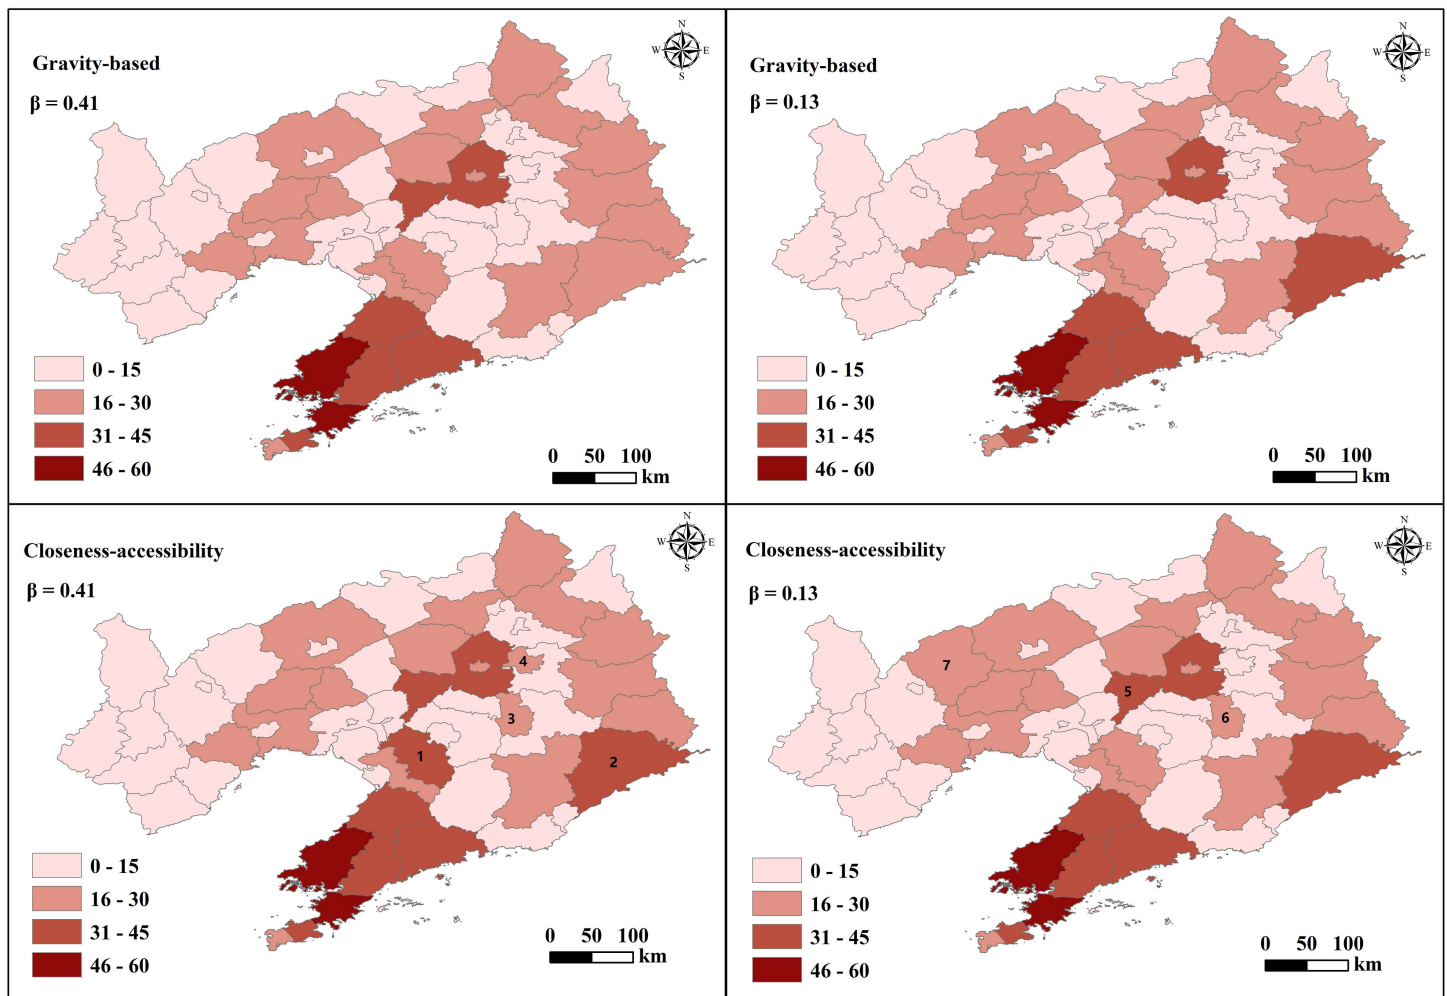 Gravity-based
β = 0.41
N
W E
S
0 - 15
16 - 30
31 - 45
46 - 60
0 50 100
km
Gravity-based
β = 0.13
N
W E
S
0 - 15
16 - 30
31 - 45
46 - 60
0 50 100
km
Closeness-accessibility
β = 0.41
N
W E
S
4
3
1
2
0 - 15
16 - 30
31 - 45
46 - 60
0 50 100
km
Closeness-accessibility
β = 0.13
N
W E
S
7
5
6
0 - 15
16 - 30
31 - 45
46 - 60
0 50 100
km